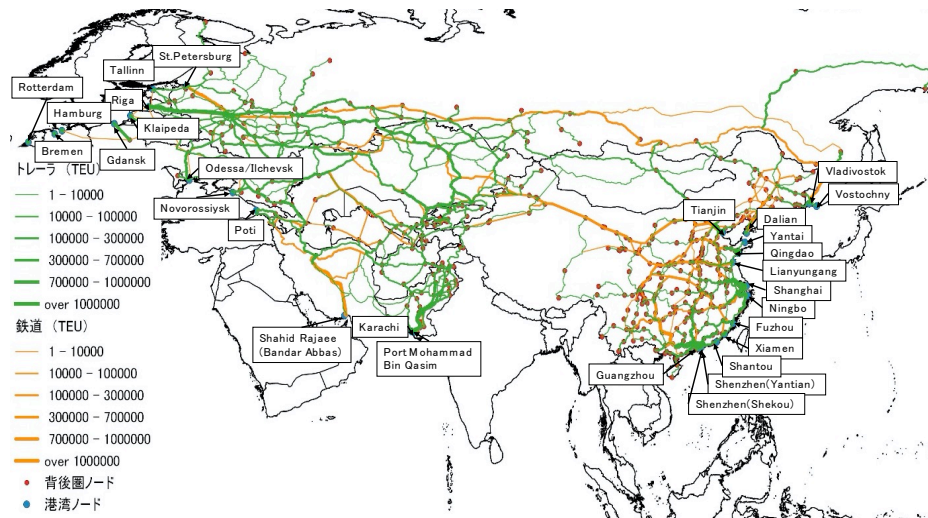 St.Petersburg
Tallinn
Rotterdam
Riga
Hamburg
Klaipeda
Bremen
Gdansk
トレーラ (TEU)
1 - 10000
10000 - 100000
100000 - 300000
300000 - 700000
700000 - 1000000
over 1000000
鉄道 (TEU)
1 - 10000
10000 - 100000
100000 - 300000
300000 - 700000
700000 - 1000000
over 1000000
背後圏ノード
港湾ノード
Odessa/Ilchevsk
Novorossiysk
Poti
Shahid Rajaee
(Bandar Abbas)
Karachi
Port Mohammad
Bin Qasim
Vladivostok
Vostochny
Tianjin
Dalian
Yantai
Qingdao
Lianyungang
Shanghai
Ningbo
Fuzhou
Xiamen
Shantou
Guangzhou
Shenzhen(Yantian)
Shenzhen(Shekou)